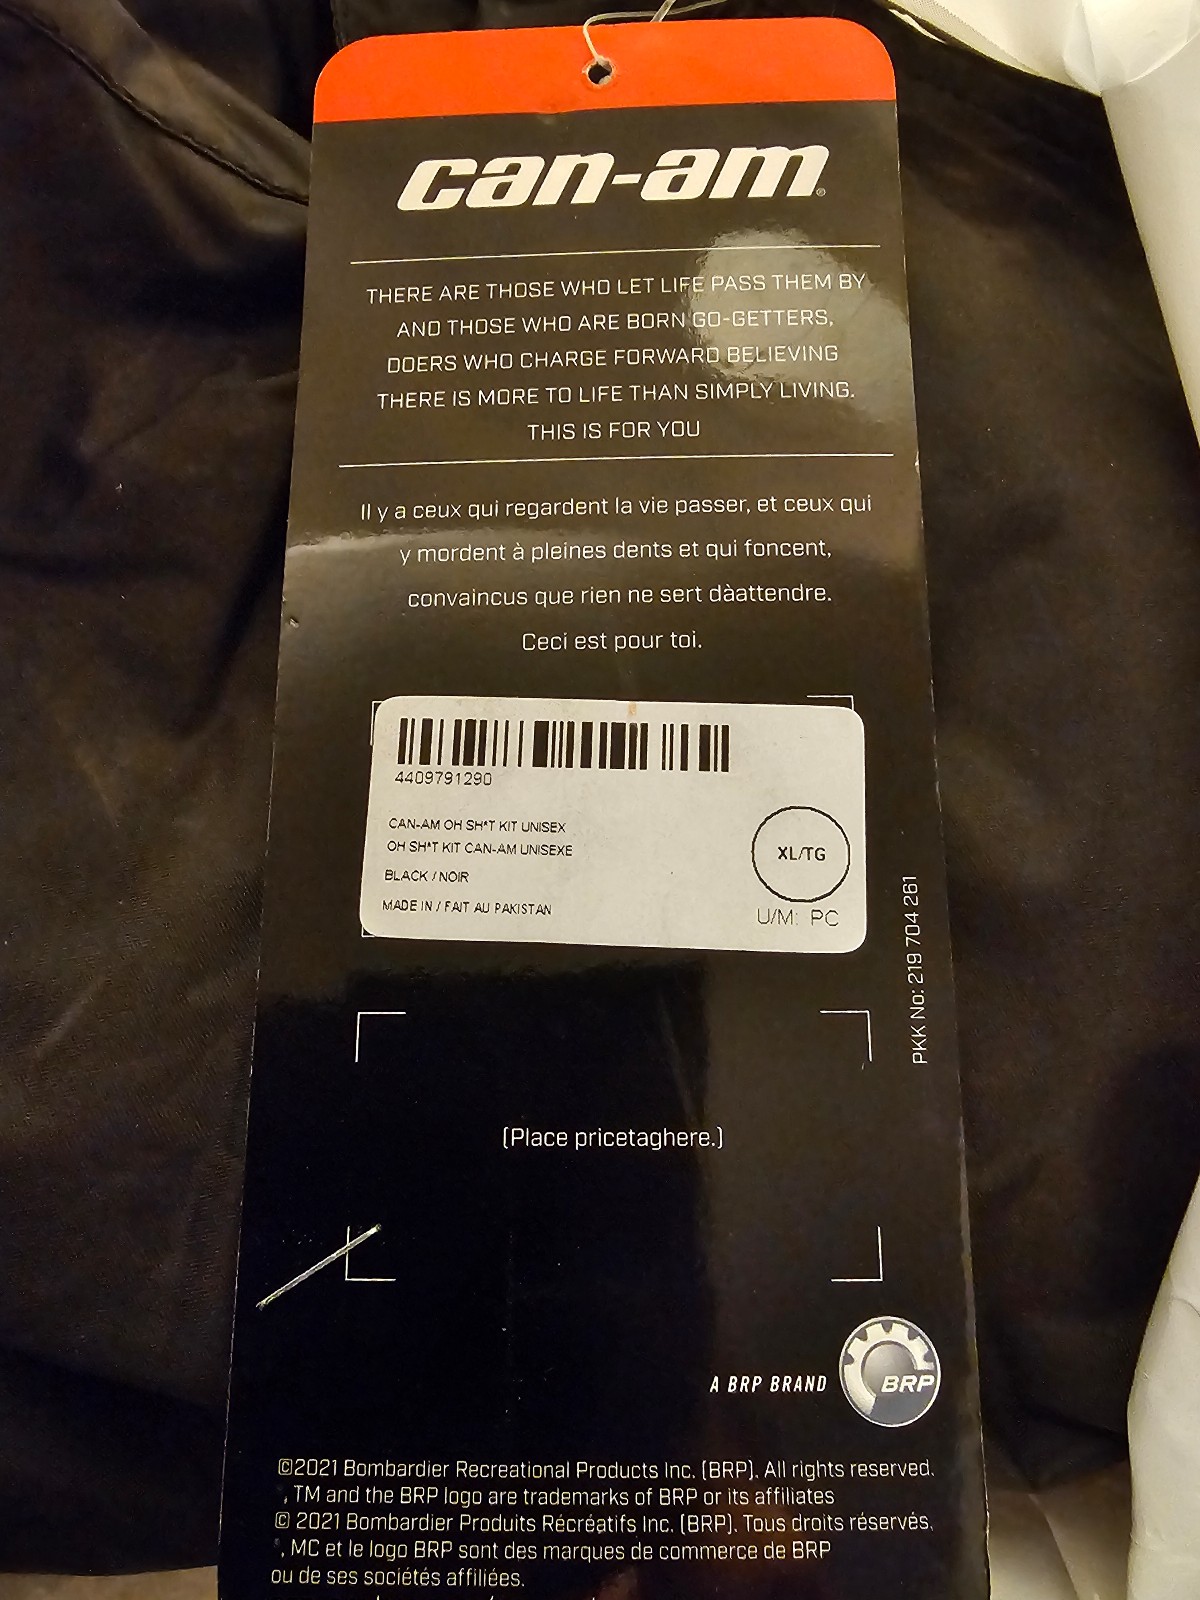 can-am®
THERE ARE THOSE WHO LET LIFE PASS THEM BY
AND THOSE WHO ARE BORN GO-GETTERS,
DOERS WHO CHARGE FORWARD BELIEVING
THERE IS MORE TO LIFE THAN SIMPLY LIVING.
THIS IS FOR YOU
Il y a ceux qui regardent la vie passer, et ceux qui
y mordent à pleines dents et qui foncent,
convaincus que rien ne sert dàattendre.
Ceci est pour toi.
4409791290
CAN-AM OH SH*T KIT UNISEX
OH SH*T KIT CAN-AM UNISEXE
BLACK / NOIR
MADE IN / FAIT AU PAKISTAN
XL/TG
U/M: PC
PKK No: 219 704 261
(Place pricetaghere.)
A BRP BRAND
BRP
©2021 Bombardier Recreational Products Inc. (BRP). All rights reserved.
, TM and the BRP logo are trademarks of BRP or its affiliates
© 2021 Bombardier Produits Récréatifs Inc. (BRP). Tous droits réservés.
, MC et le logo BRP sont des marques de commerce de BRP
ou de ses sociétés affiliées.